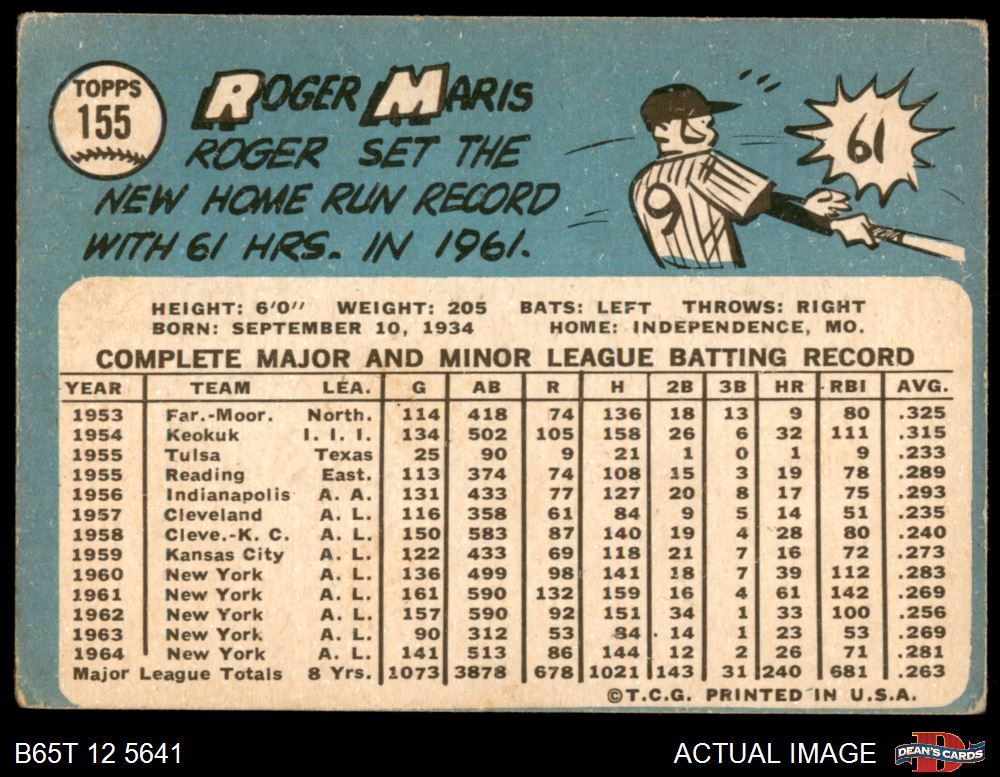 TOPPS
155
ROGER MARIS
ROGER SET THE
NEW HOME RUN RECORD
WITH 61 HRS. IN 1961.
61
9
HEIGHT: 6'0" WEIGHT: 205 BATS: LEFT THROWS: RIGHT
BORN: SEPTEMBER 10, 1934 HOME: INDEPENDENCE, MO.
COMPLETE MAJOR AND MINOR LEAGUE BATTING RECORD
YEAR TEAM LEA. G AB R H 2B 3B HR RBI AVG.
1953 Far.-Moor. North. 114 418 74 136 18 13 9 80 .325
1954 Keokuk I. I. I. 134 502 105 158 26 6 32 111 .315
1955 Tulsa Texas 25 90 9 21 1 0 1 9 .233
1955 Reading East. 113 374 74 108 15 3 19 78 .289
1956 Indianapolis A. A. 131 433 77 127 20 8 17 75 .293
1957 Cleveland A. L. 116 358 61 84 9 5 14 51 .235
1958 Cleve.-K. C. A. L. 150 583 87 140 19 4 28 80 .240
1959 Kansas City A. L. 122 433 69 118 21 7 16 72 .273
1960 New York A. L. 136 499 98 141 18 7 39 112 .283
1961 New York A. L. 161 590 132 159 16 4 61 142 .269
1962 New York A. L. 157 590 92 151 34 1 33 100 .256
1963 New York A. L. 90 312 53 84 14 1 23 53 .269
1964 New York A. L. 141 513 86 144 12 2 26 71 .281
Major League Totals 8 Yrs. 1073 3878 678 1021 143 31 240 681 .263
©T.C.G. PRINTED IN U.S.A.
B65T 12 5641
ACTUAL IMAGE
D
DEAN'S CARDS